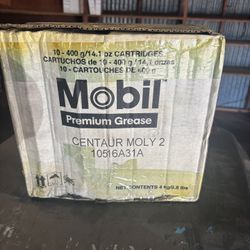 10 - 400 g/14.1 oz CARTRIDGES
CARTUCHOS de 10 - 400 g /14.1 onzas
10 - CARTOUCHES de 400 g
Mobil
Premium Grease
CENTAUR MOLY 2
10516A31A
NET CONTENTS 4 kg/8.8 lbs